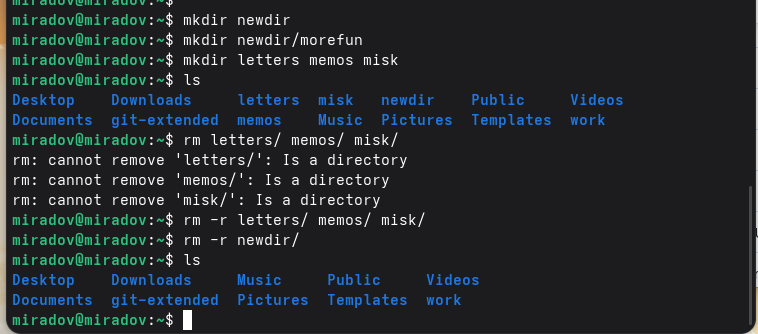 miradov@miradov:~$
miradov@miradov:~$ mkdir newdir
miradov@miradov:~$ mkdir newdir/morefun
miradov@miradov:~$ mkdir letters memos misk
miradov@miradov:~$ ls
Desktop    Downloads     letters  misk   newdir    Public     Videos
Documents  git-extended  memos    Music  Pictures  Templates  work
miradov@miradov:~$ rm letters/ memos/ misk/
rm: cannot remove 'letters/': Is a directory
rm: cannot remove 'memos/': Is a directory
rm: cannot remove 'misk/': Is a directory
miradov@miradov:~$ rm -r letters/ memos/ misk/
miradov@miradov:~$ rm -r newdir/
miradov@miradov:~$ ls
Desktop    Downloads     Music     Public     Videos
Documents  git-extended  Pictures  Templates  work
miradov@miradov:~$